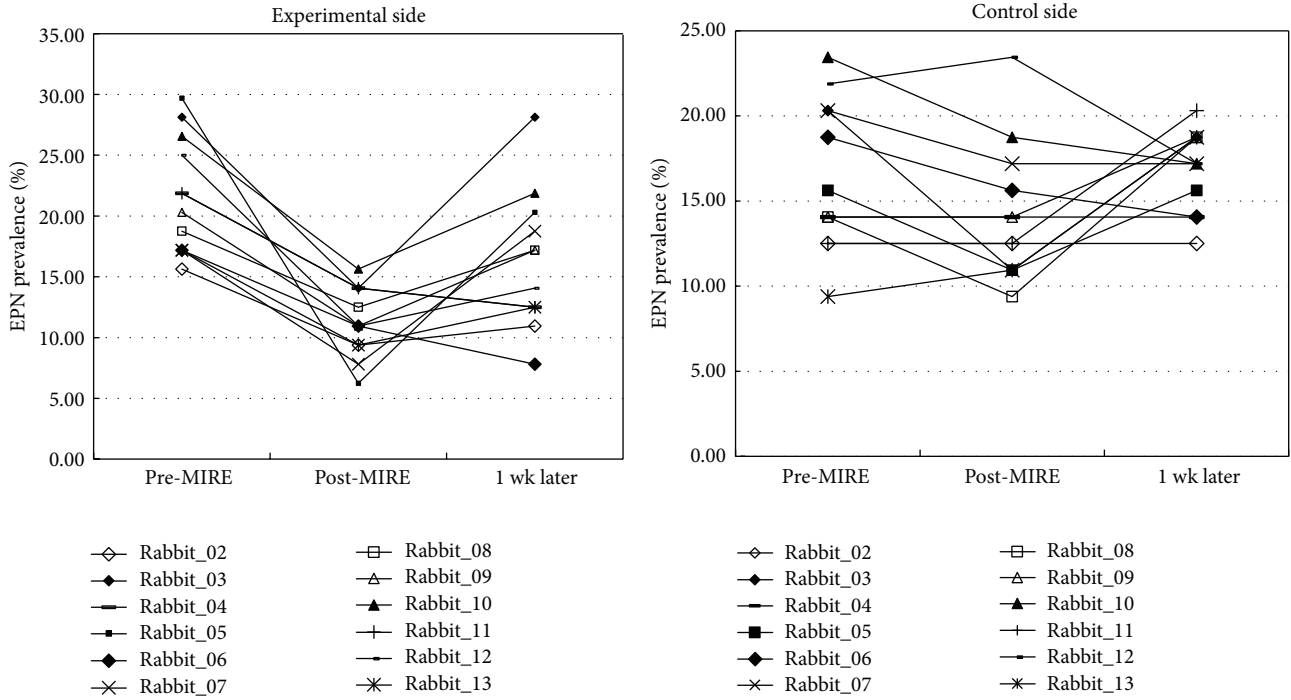 Experimental side
EPN prevalence (%)
35.00
30.00
25.00
20.00
15.00
10.00
5.00
0.00
Pre-MIRE Post-MIRE 1 wk later
Rabbit_02
Rabbit_03
Rabbit_04
Rabbit_05
Rabbit_06
Rabbit_07
Rabbit_08
Rabbit_09
Rabbit_10
Rabbit_11
Rabbit_12
Rabbit_13
Control side
EPN prevalence (%)
25.00
20.00
15.00
10.00
5.00
0.00
Pre-MIRE Post-MIRE 1 wk later
Rabbit_02
Rabbit_03
Rabbit_04
Rabbit_05
Rabbit_06
Rabbit_07
Rabbit_08
Rabbit_09
Rabbit_10
Rabbit_11
Rabbit_12
Rabbit_13